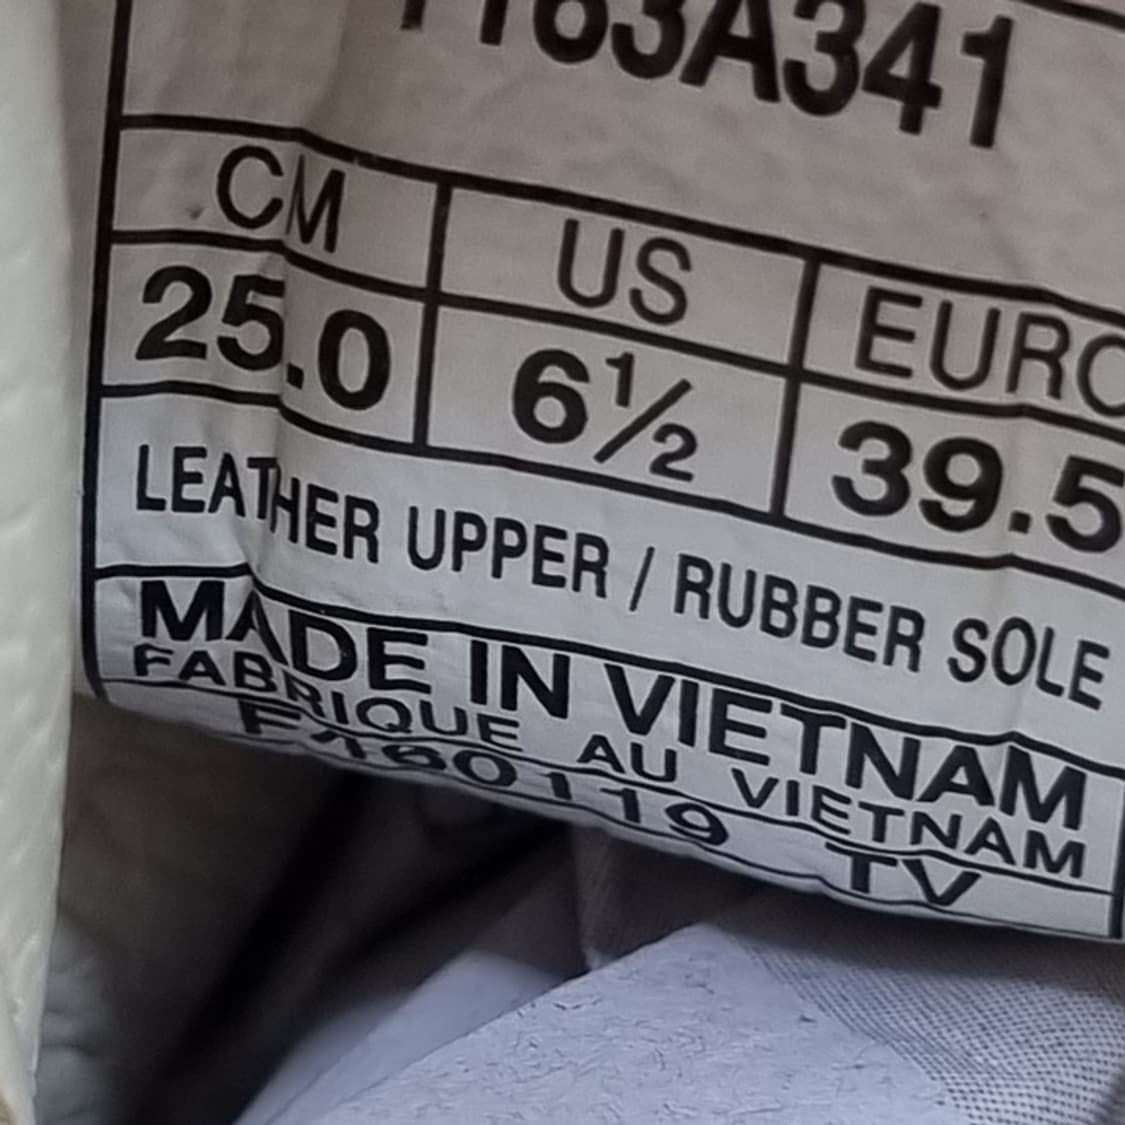 1183A341
CM US EURO
25.0 6½ 39.5
LEATHER UPPER / RUBBER SOLE
MADE IN VIETNAM
FABRIQUE AU VIETNAM
TV